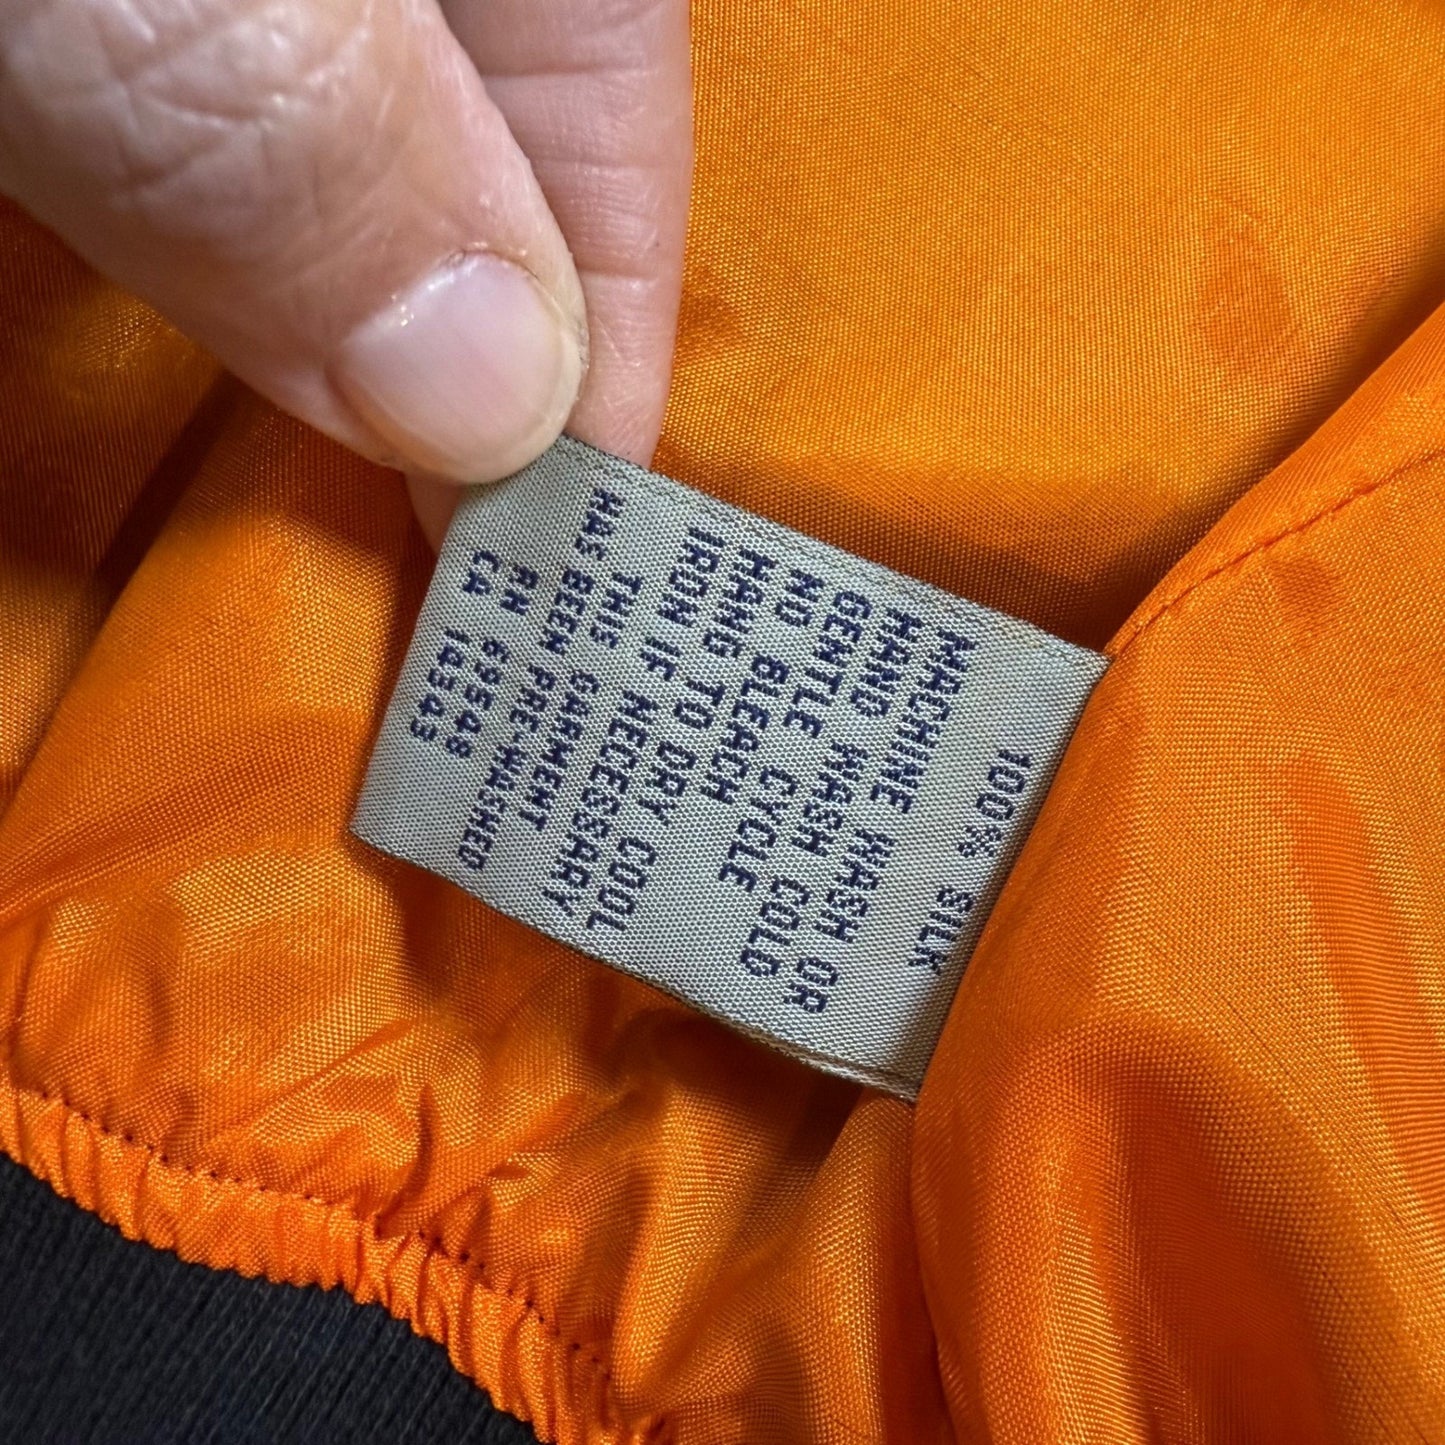 100% SILK
MACHINE WASH OR
HAND WASH COLD
GENTLE CYCLE
NO BLEACH
HANG TO DRY COOL
IRON IF NECESSARY
THIS GARMENT
HAS BEEN PRE-WASHED
RN 69548
CA 18343